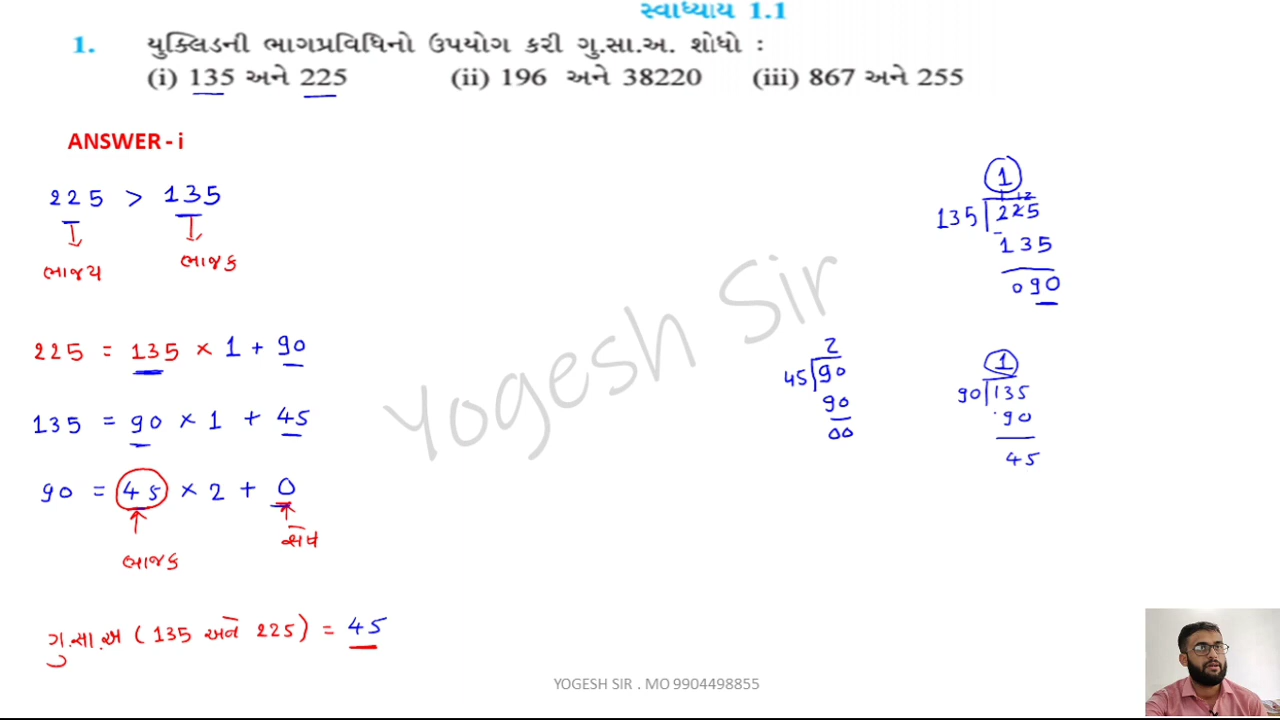 સ્વાધ્યાય 1.1
1. યુક્લિડની ભાગપ્રવિધિનો ઉપયોગ કરી ગુ.સા.અ. શોધો :
(i) 135 અને 225 (ii) 196 અને 38220 (iii) 867 અને 255
ANSWER - i
225 > 135
ભાજ્ય ભાજક
225 = 135 × 1 + 90
135 = 90 × 1 + 45
90 = 45 × 2 + 0
ભાજક શેષ
ગુ.સા.અ (135 અને 225) = 45
1
135 225
135
090
2
45 90
90
00
1
90 135
90
45
Yogesh Sir
YOGESH SIR . MO 9904498855